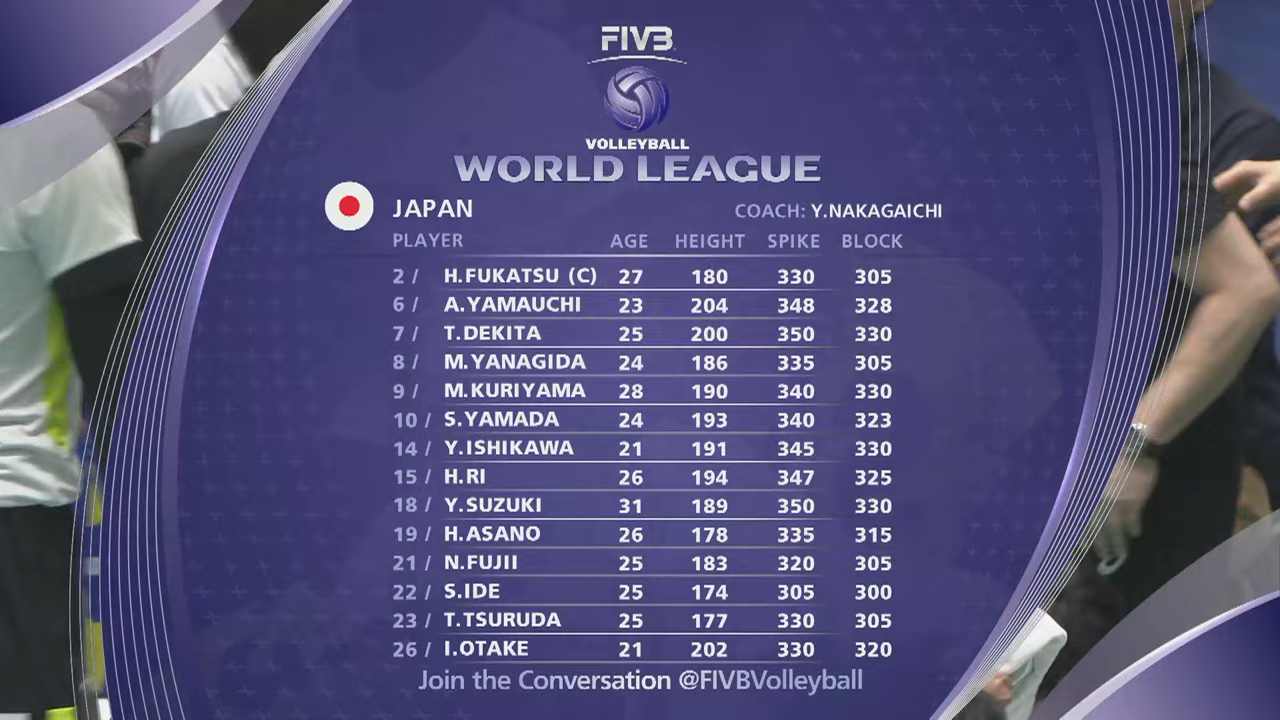 FIVB
VOLLEYBALL
WORLD LEAGUE
JAPAN COACH: Y.NAKAGAICHI
PLAYER AGE HEIGHT SPIKE BLOCK
2 / H.FUKATSU (C) 27 180 330 305
6 / A.YAMAUCHI 23 204 348 328
7 / T.DEKITA 25 200 350 330
8 / M.YANAGIDA 24 186 335 305
9 / M.KURIYAMA 28 190 340 330
10 / S.YAMADA 24 193 340 323
14 / Y.ISHIKAWA 21 191 345 330
15 / H.RI 26 194 347 325
18 / Y.SUZUKI 31 189 350 330
19 / H.ASANO 26 178 335 315
21 / N.FUJII 25 183 320 305
22 / S.IDE 25 174 305 300
23 / T.TSURUDA 25 177 330 305
26 / I.OTAKE 21 202 330 320
Join the Conversation @FIVBVolleyball